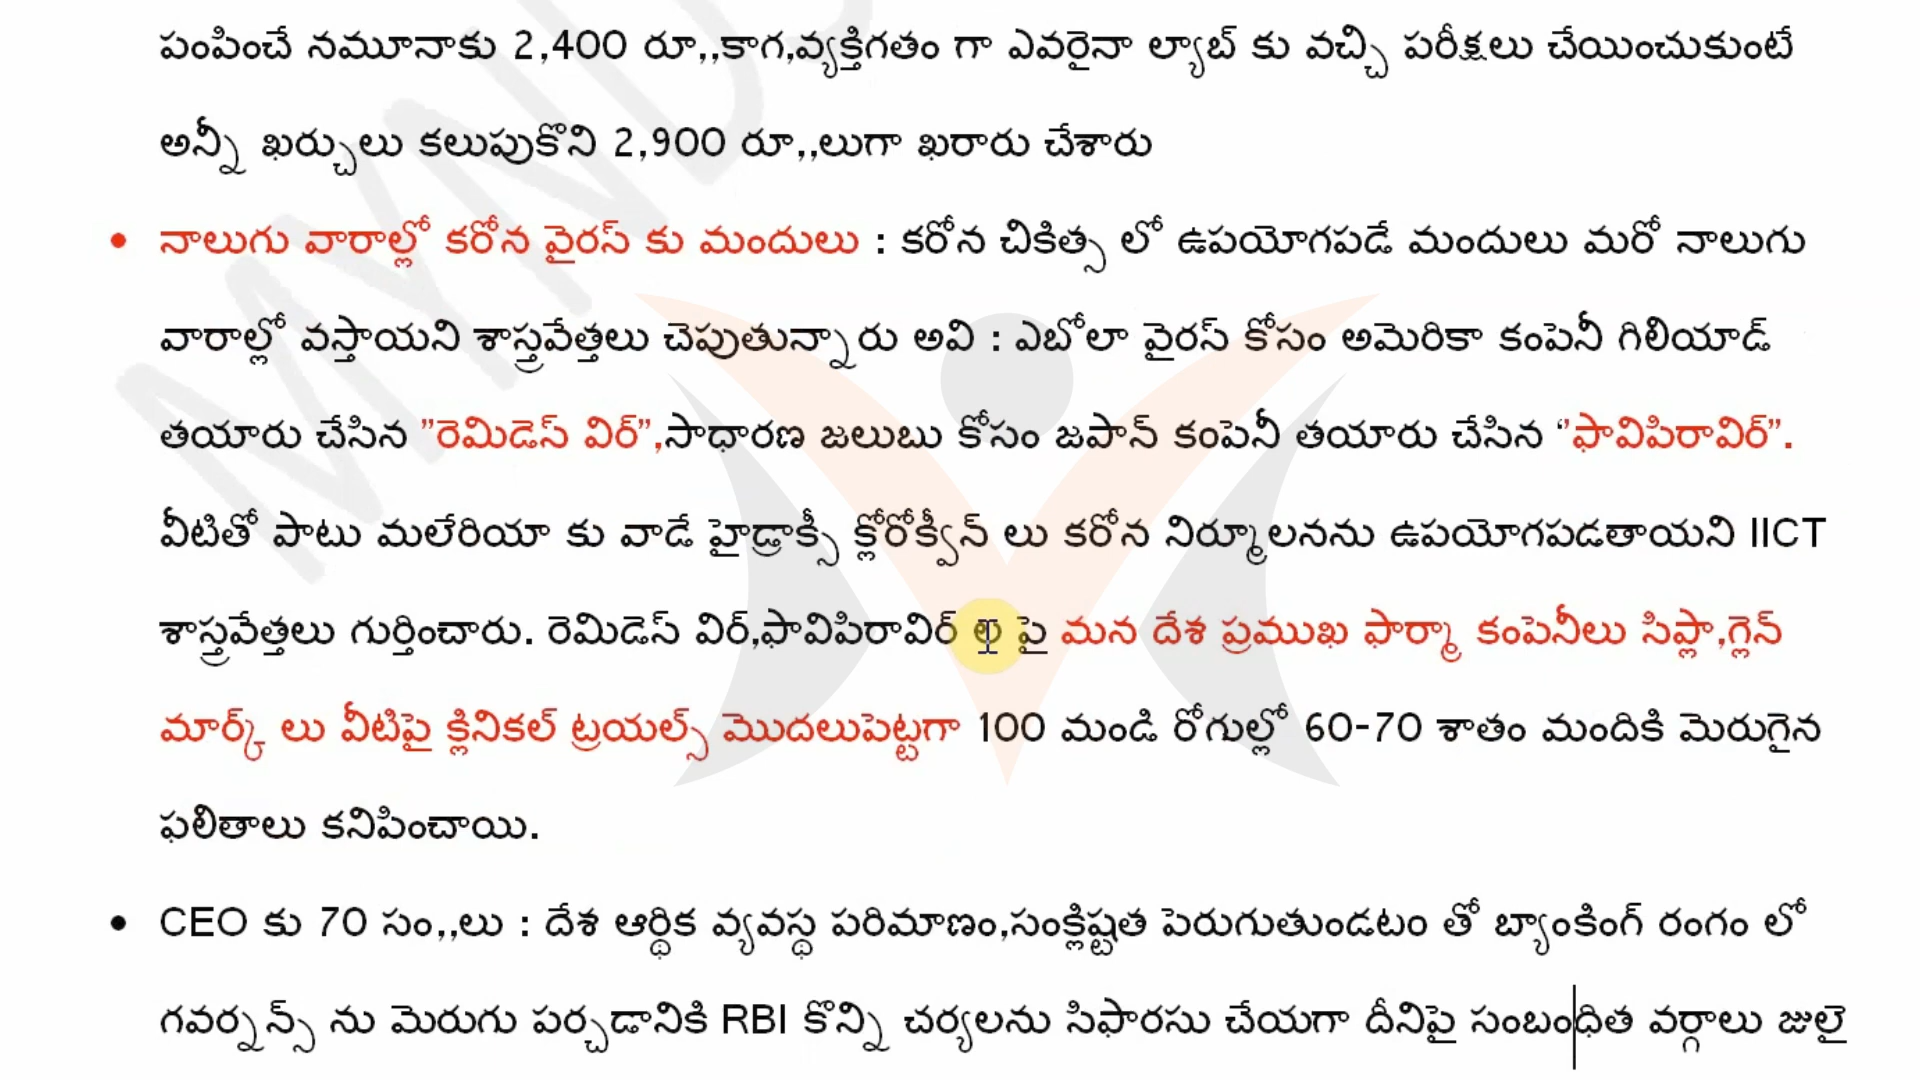 పంపించే నమూనాకు 2,400 రూ,,కాగ,వ్యక్తిగతం గా ఎవరైనా ల్యాబ్ కు వచ్చి పరీక్షలు చేయించుకుంటే
అన్నీ ఖర్చులు కలుపుకొని 2,900 రూ,,లుగా ఖరారు చేశారు
• నాలుగు వారాల్లో కరోన వైరస్ కు మందులు : కరోన చికిత్స లో ఉపయోగపడే మందులు మరో నాలుగు
వారాల్లో వస్తాయని శాస్త్రవేత్తలు చెపుతున్నారు అవి : ఎబోలా వైరస్ కోసం అమెరికా కంపెనీ గిలియాడ్
తయారు చేసిన ”రెమిడెస్ విర్”,సాధారణ జలుబు కోసం జపాన్ కంపెనీ తయారు చేసిన “ఫావిపిరావిర్”.
వీటితో పాటు మలేరియా కు వాడే హైడ్రాక్సీ క్లోరోక్వీన్ లు కరోన నిర్మూలనను ఉపయోగపడతాయని IICT
శాస్త్రవేత్తలు గుర్తించారు. రెమిడెస్ విర్,ఫావిపిరావిర్ ల పై మన దేశ ప్రముఖ ఫార్మా కంపెనీలు సిప్లా,గ్లెన్
మార్క్ లు వీటిపై క్లినికల్ ట్రయల్స్ మొదలుపెట్టగా 100 మండి రోగుల్లో 60-70 శాతం మందికి మెరుగైన
ఫలితాలు కనిపించాయి.
• CEO కు 70 సం,,లు : దేశ ఆర్థిక వ్యవస్థ పరిమాణం,సంక్లిష్టత పెరుగుతుండటం తో బ్యాంకింగ్ రంగం లో
గవర్నన్స్ ను మెరుగు పర్చడానికి RBI కొన్ని చర్యలను సిఫారసు చేయగా దీనిపై సంబంధిత వర్గాలు జులై